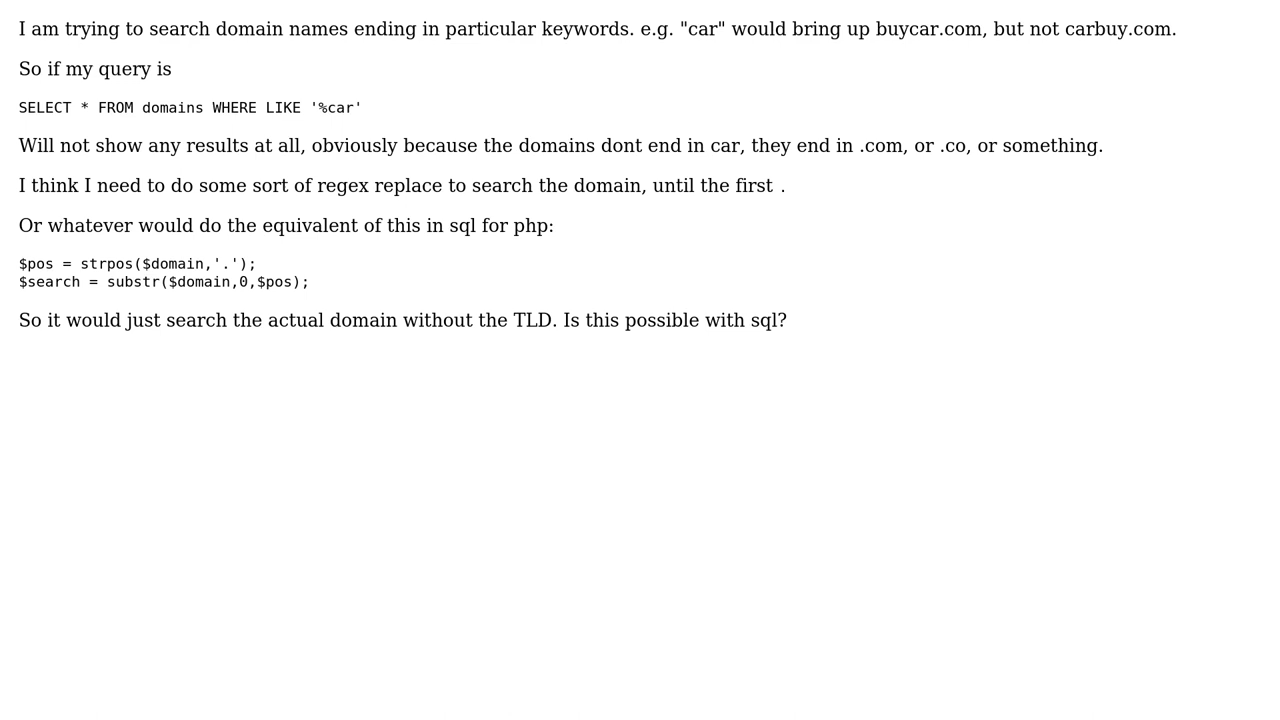 I am trying to search domain names ending in particular keywords. e.g. "car" would bring up buycar.com, but not carbuy.com.
So if my query is
SELECT * FROM domains WHERE LIKE '%car'
Will not show any results at all, obviously because the domains dont end in car, they end in .com, or .co, or something.
I think I need to do some sort of regex replace to search the domain, until the first .
Or whatever would do the equivalent of this in sql for php:
$pos = strpos($domain,'.');
$search = substr($domain,0,$pos);
So it would just search the actual domain without the TLD. Is this possible with sql?